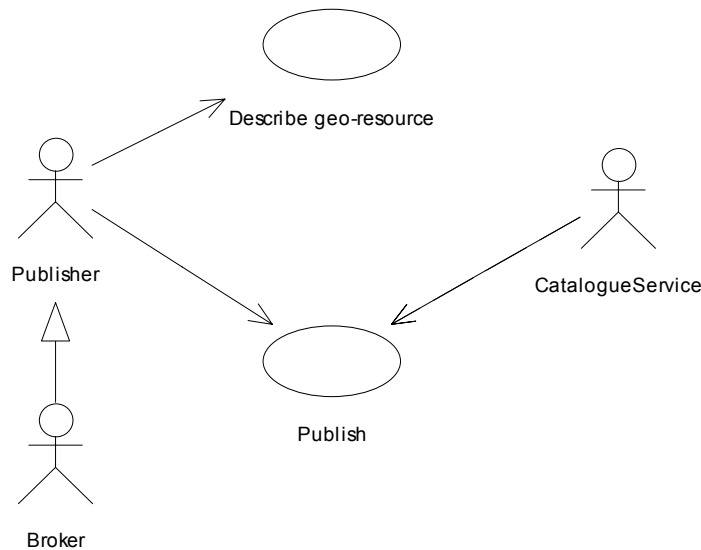 Describe geo-resource
Publisher
CatalogueService
Publish
Broker